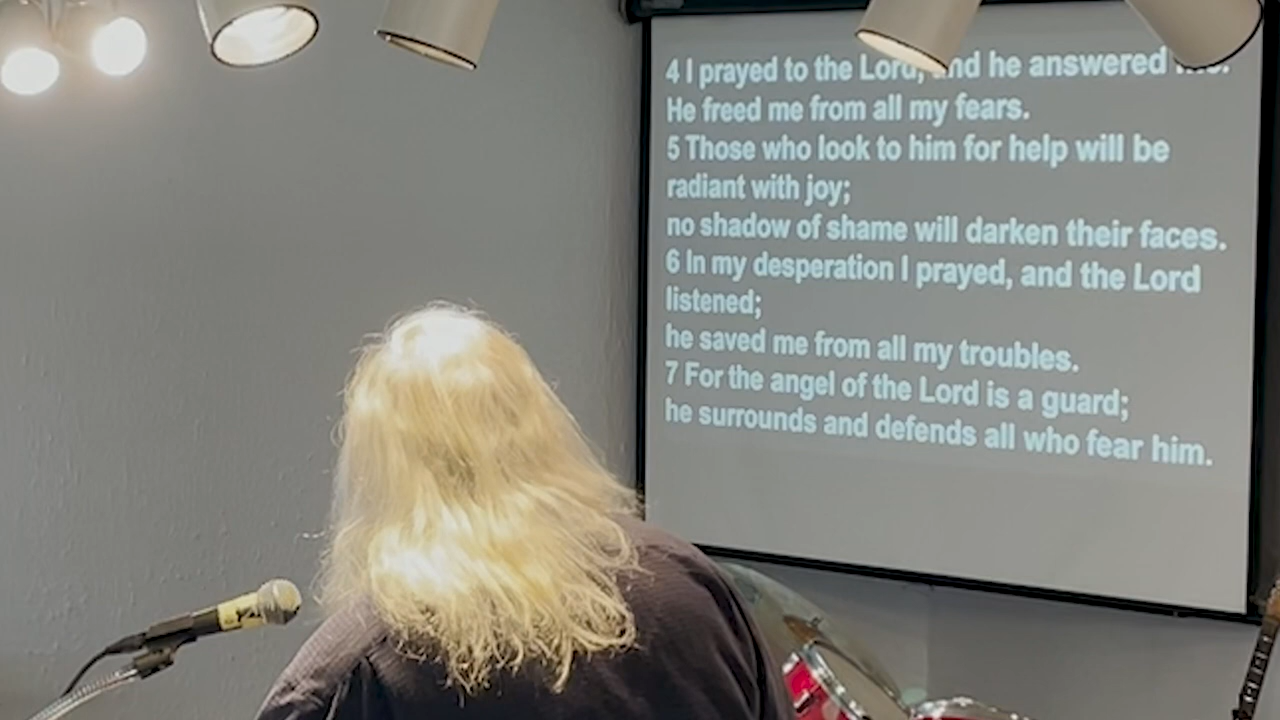 4 I prayed to the Lord, and he answered me.
He freed me from all my fears.
5 Those who look to him for help will be
radiant with joy;
no shadow of shame will darken their faces.
6 In my desperation I prayed, and the Lord
listened;
he saved me from all my troubles.
7 For the angel of the Lord is a guard;
he surrounds and defends all who fear him.